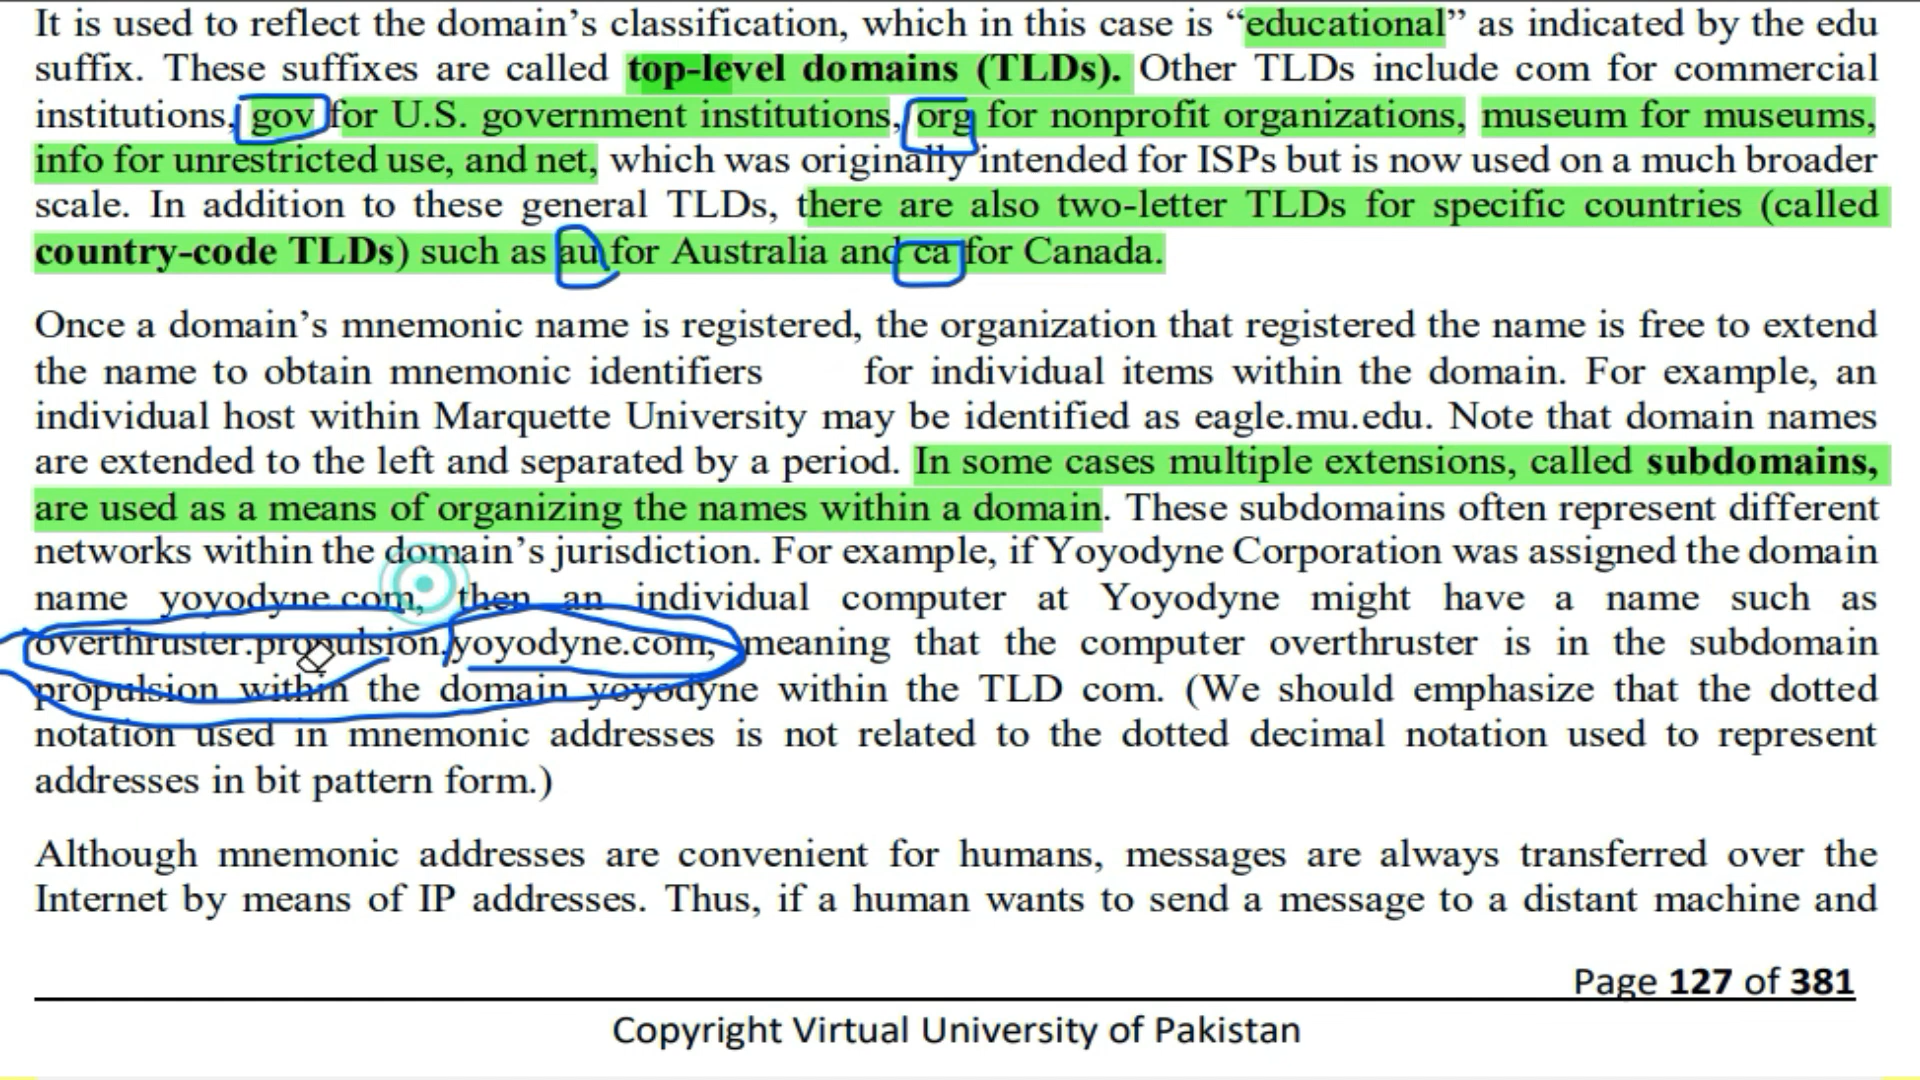 It is used to reflect the domain’s classification, which in this case is “educational” as indicated by the edu
suffix. These suffixes are called top-level domains (TLDs). Other TLDs include com for commercial
institutions, gov for U.S. government institutions, org for nonprofit organizations, museum for museums,
info for unrestricted use, and net, which was originally intended for ISPs but is now used on a much broader
scale. In addition to these general TLDs, there are also two-letter TLDs for specific countries (called
country-code TLDs) such as au for Australia and ca for Canada.
Once a domain’s mnemonic name is registered, the organization that registered the name is free to extend
the name to obtain mnemonic identifiers for individual items within the domain. For example, an
individual host within Marquette University may be identified as eagle.mu.edu. Note that domain names
are extended to the left and separated by a period. In some cases multiple extensions, called subdomains,
are used as a means of organizing the names within a domain. These subdomains often represent different
networks within the domain’s jurisdiction. For example, if Yoyodyne Corporation was assigned the domain
name yoyodyne.com, then an individual computer at Yoyodyne might have a name such as
overthruster.propulsion.yoyodyne.com, meaning that the computer overthruster is in the subdomain
propulsion within the domain yoyodyne within the TLD com. (We should emphasize that the dotted
notation used in mnemonic addresses is not related to the dotted decimal notation used to represent
addresses in bit pattern form.)
Although mnemonic addresses are convenient for humans, messages are always transferred over the
Internet by means of IP addresses. Thus, if a human wants to send a message to a distant machine and
Page 127 of 381
Copyright Virtual University of Pakistan